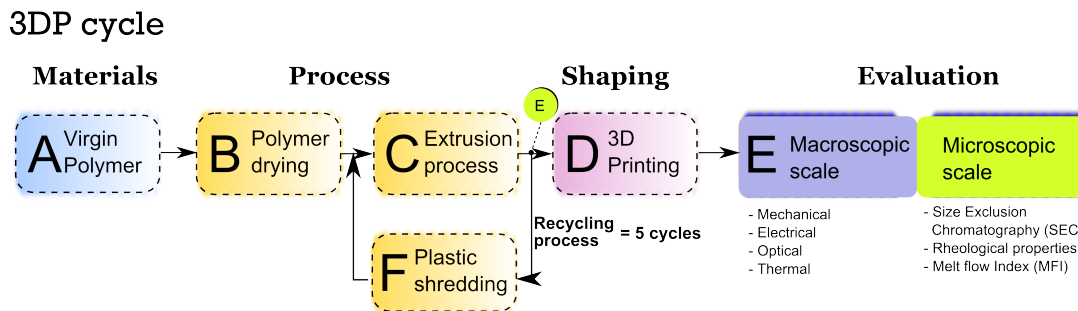 3DP cycle
Materials
Process
Shaping
Evaluation
A Virgin
Polymer
B Polymer
drying
C Extrusion
process
E
D 3D
Printing
E Macroscopic
scale
Microscopic
scale
- Mechanical
- Electrical
- Optical
- Thermal
- Size Exclusion
Chromatography (SEC
- Rheological properties
- Melt flow Index (MFI)
Recycling
process = 5 cycles
F Plastic
shredding